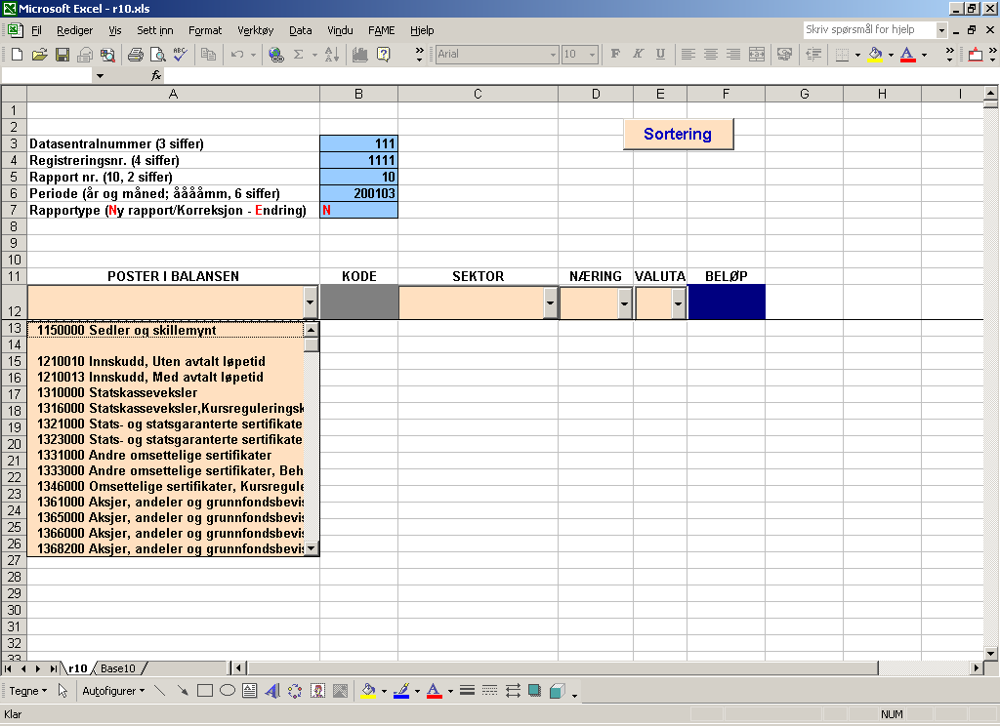 Microsoft Excel - r10.xls
Fil Rediger Vis Sett inn Format Verktøy Data Vindu FAME Hjelp Skriv spørsmål for hjelp
Arial 10 F K U
fx
A B C D E F G H I
1
2
Sortering
3 Datasentralnummer (3 siffer) 111
4 Registreringsnr. (4 siffer) 1111
5 Rapport nr. (10, 2 siffer) 10
6 Periode (år og måned; ååååmm, 6 siffer) 200103
7 Rapportype (Ny rapport/Korreksjon - Endring) N
8
9
10
11 POSTER I BALANSEN KODE SEKTOR NÆRING VALUTA BELØP
12
13 1150000 Sedler og skillemynt
14
15 1210010 Innskudd, Uten avtalt løpetid
16 1210013 Innskudd, Med avtalt løpetid
17 1310000 Statskasseveksler
18 1316000 Statskasseveksler,Kursreguleringsk
19 1321000 Stats- og statsgaranterte sertifikate
20 1323000 Stats- og statsgaranterte sertifikate
21 1331000 Andre omsettelige sertifikater
22 1333000 Andre omsettelige sertifikater, Beh
23 1346000 Omsettelige sertifikater, Kursregule
24 1361000 Aksjer, andeler og grunnfondsbevis
25 1365000 Aksjer, andeler og grunnfondsbevis
26 1366000 Aksjer, andeler og grunnfondsbevis
27 1368200 Aksjer, andeler og grunnfondsbevis
28
29
30
31
32
33
r10 Base10
Tegne Autofigurer
Klar NUM